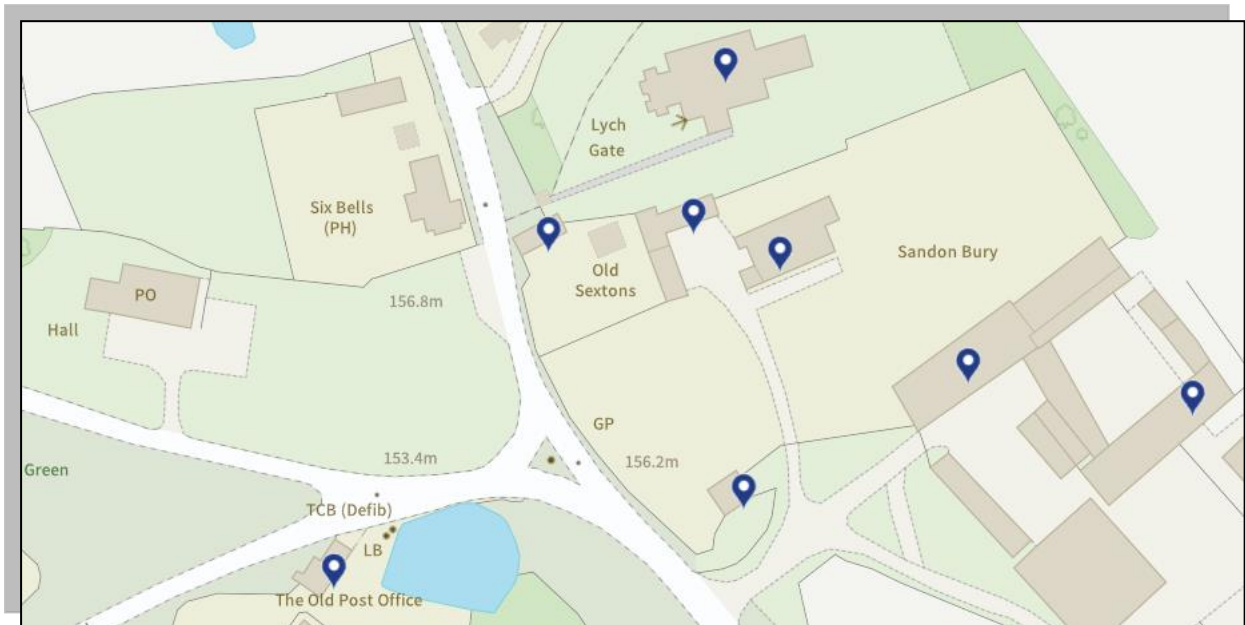 Lych
Gate
Six Bells
(PH)
Old
Sextons
Sandon Bury
PO
156.8m
Hall
GP
Green
153.4m
156.2m
TCB (Defib)
LB
The Old Post Office